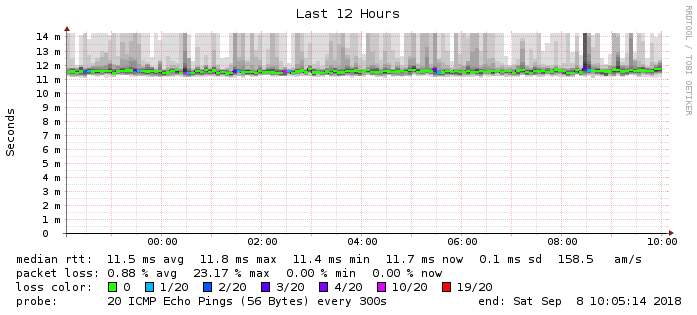 Last 12 Hours
RRDTOOL / TOBI OETIKER
Seconds
14 m
13 m
12 m
11 m
10 m
9 m
8 m
7 m
6 m
5 m
4 m
3 m
2 m
1 m
0
00:00 02:00 04:00 06:00 08:00 10:00
median rtt: 11.5 ms avg 11.8 ms max 11.4 ms min 11.7 ms now 0.1 ms sd 158.5 am/s
packet loss: 0.88 % avg 23.17 % max 0.00 % min 0.00 % now
loss color: 0 1/20 2/20 3/20 4/20 10/20 19/20
probe: 20 ICMP Echo Pings (56 Bytes) every 300s end: Sat Sep 8 10:05:14 2018